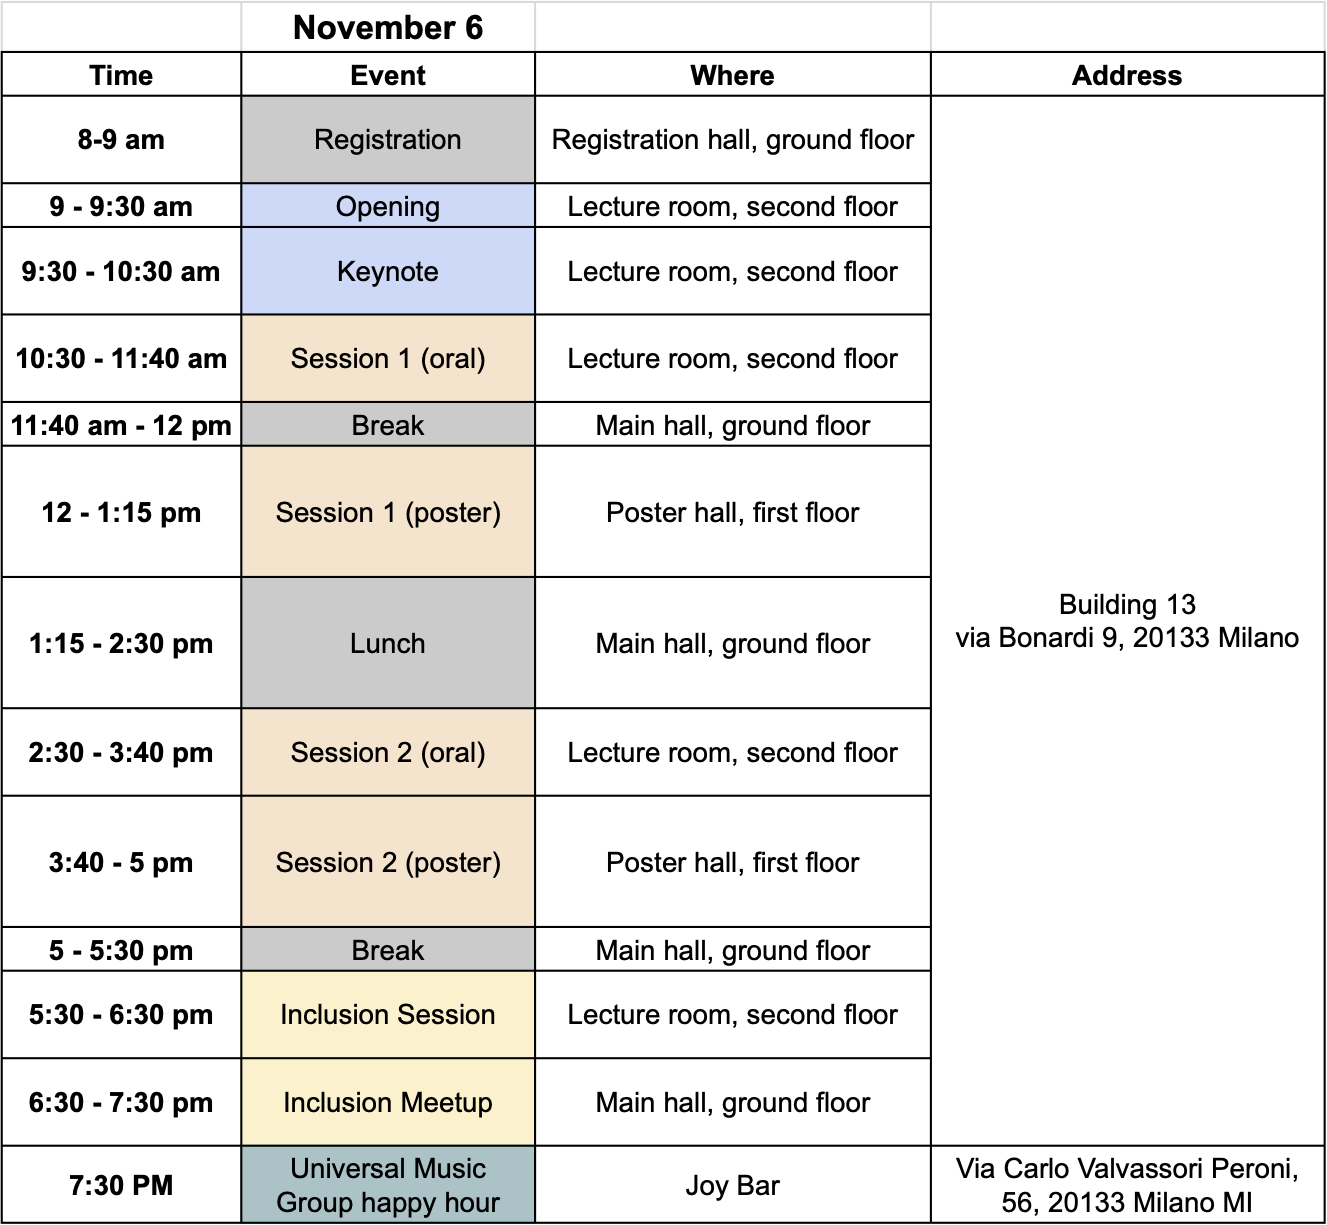 November 6
Time Event Where Address
8-9 am Registration Registration hall, ground floor
9 - 9:30 am Opening Lecture room, second floor
9:30 - 10:30 am Keynote Lecture room, second floor
10:30 - 11:40 am Session 1 (oral) Lecture room, second floor
11:40 am - 12 pm Break Main hall, ground floor
12 - 1:15 pm Session 1 (poster) Poster hall, first floor
Building 13
via Bonardi 9, 20133 Milano
1:15 - 2:30 pm Lunch Main hall, ground floor
2:30 - 3:40 pm Session 2 (oral) Lecture room, second floor
3:40 - 5 pm Session 2 (poster) Poster hall, first floor
5 - 5:30 pm Break Main hall, ground floor
5:30 - 6:30 pm Inclusion Session Lecture room, second floor
6:30 - 7:30 pm Inclusion Meetup Main hall, ground floor
7:30 PM
Universal Music
Group happy hour
Joy Bar
Via Carlo Valvassori Peroni,
56, 20133 Milano MI